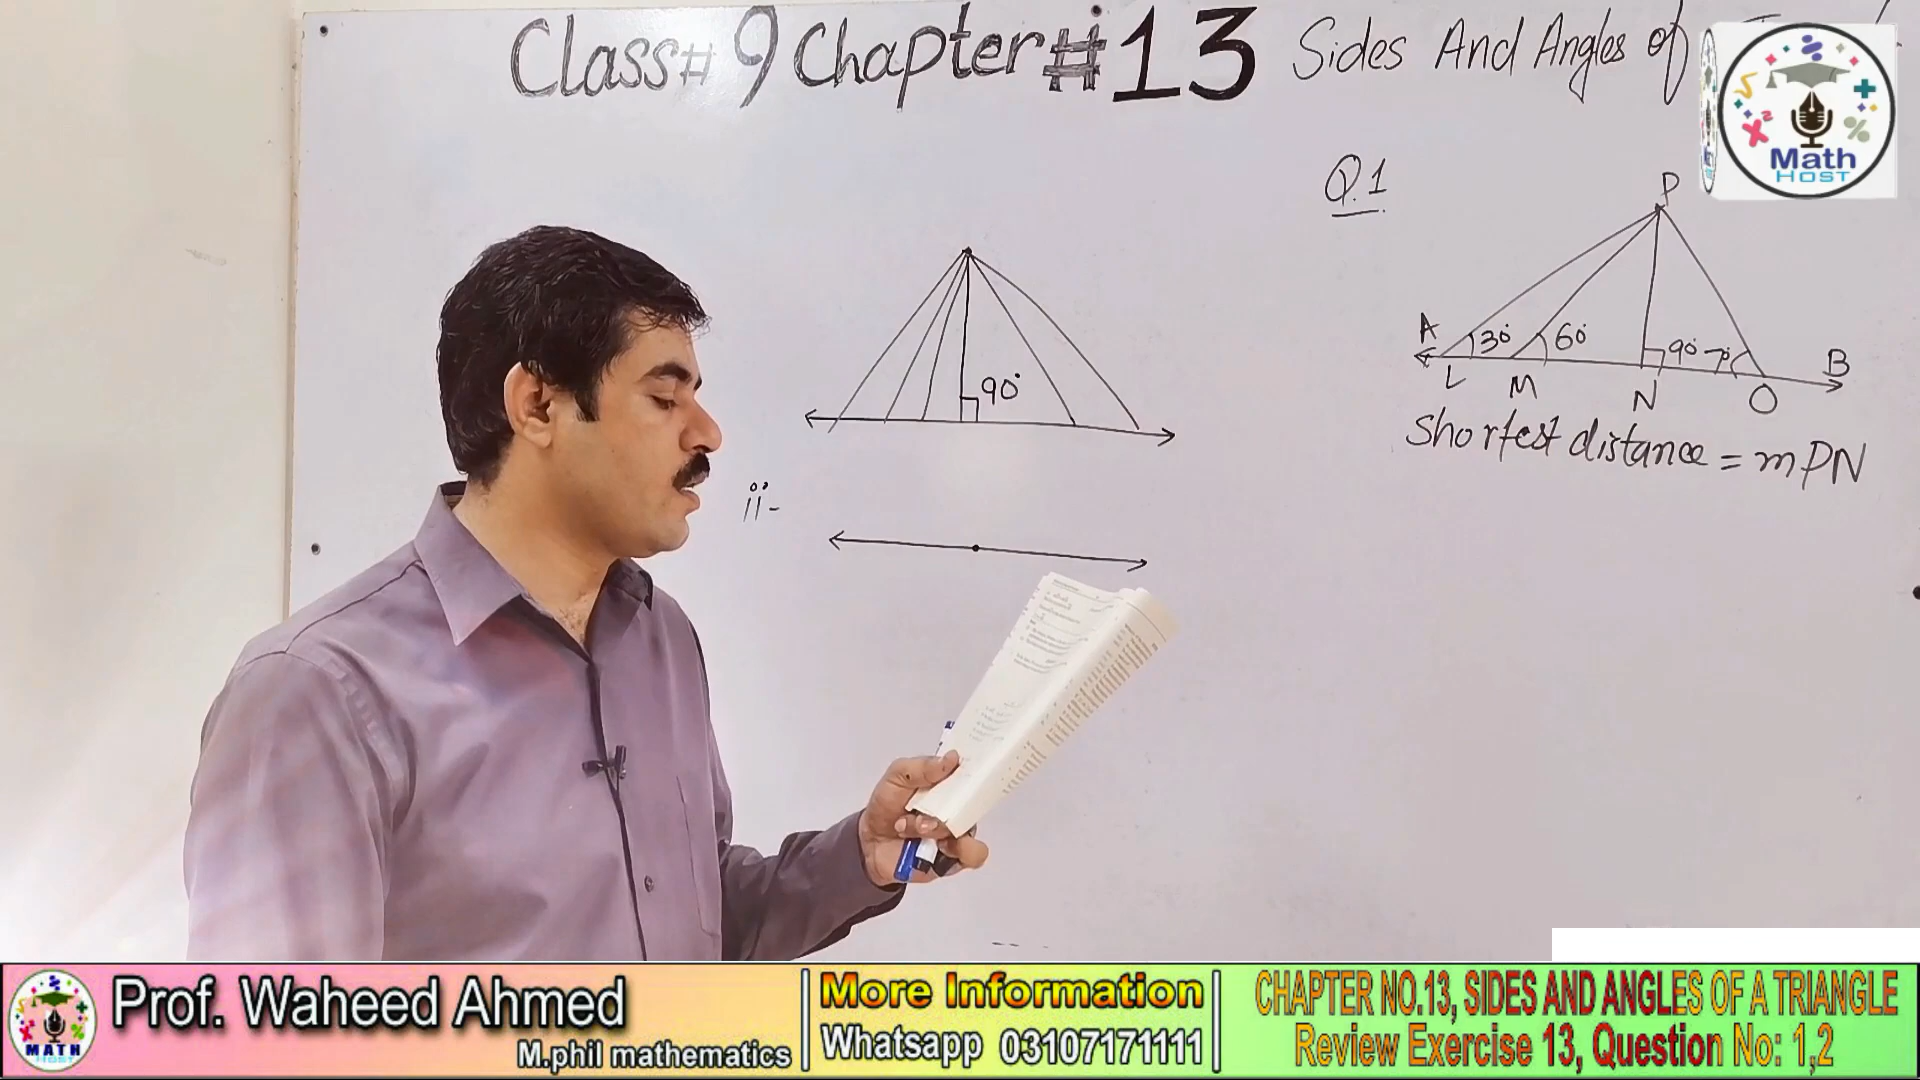 Class# 9 Chapter #13 Sides And Angles of
Math
HOST
Q.1
P
90°
A 30° 60° 90° 70° B
L M N O
Shortest distance = mPN
ii-
MATH
HOST
Prof. Waheed Ahmed
M.phil mathematics
More Information
Whatsapp 03107171111
CHAPTER NO.13, SIDES AND ANGLES OF A TRIANGLE
Review Exercise 13, Question No: 1,2